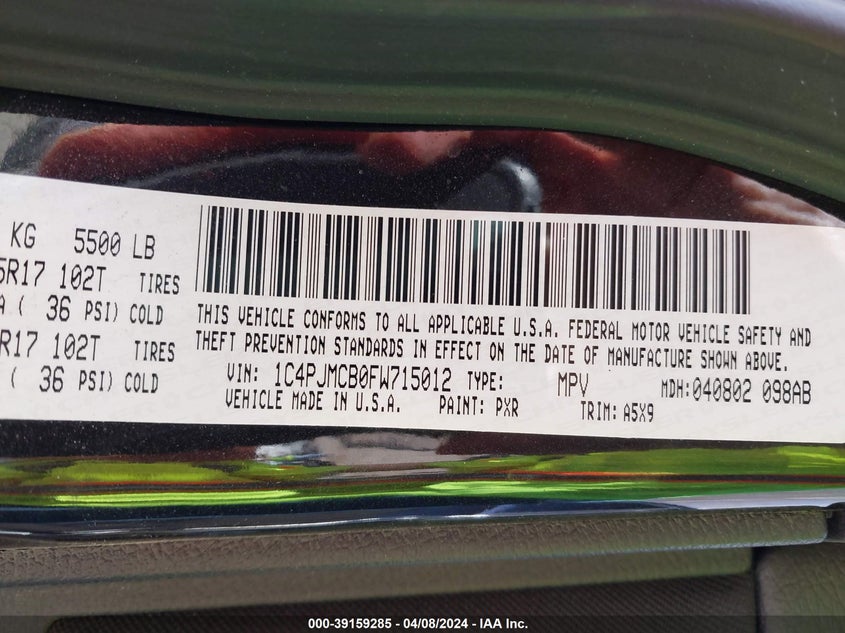 KG 5500 LB
5R17 102T TIRES
A ( 36 PSI) COLD
R17 102T TIRES
( 36 PSI) COLD
THIS VEHICLE CONFORMS TO ALL APPLICABLE U.S.A. FEDERAL MOTOR VEHICLE SAFETY AND
THEFT PREVENTION STANDARDS IN EFFECT ON THE DATE OF MANUFACTURE SHOWN ABOVE.
VIN: 1C4PJMCB0FW715012 TYPE: MPV MDH:040802 098AB
VEHICLE MADE IN U.S.A. PAINT: PXR TRIM: A5X9
000-39159285 - 04/08/2024 - IAA Inc.